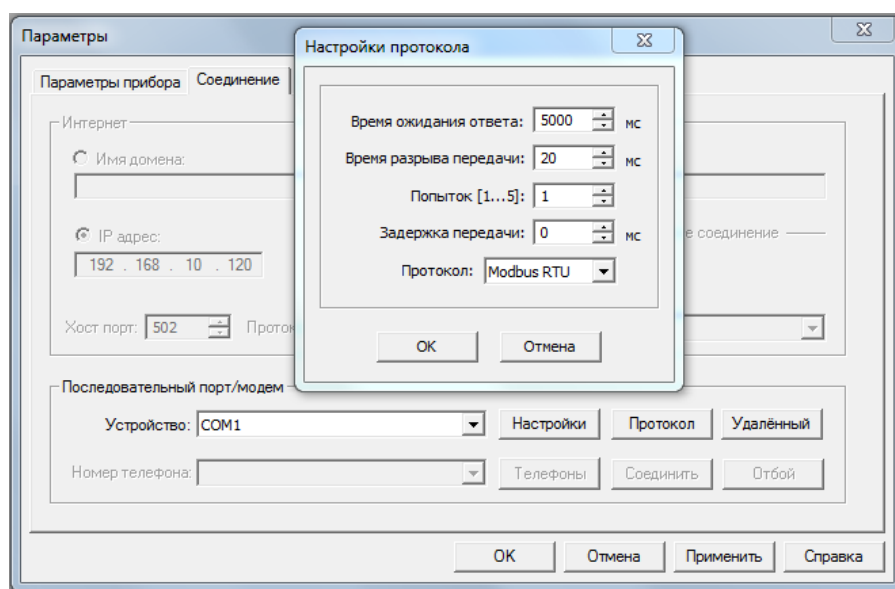 Параметры
Настройки протокола
Параметры прибора Соединение
Время ожидания ответа: 5000 мс
Время разрыва передачи: 20 мс
Попыток [1...5]: 1
Задержка передачи: 0 мс
Протокол: Modbus RTU
ОК Отмена
Интернет
Имя домена:
IP адрес:
е соединение
192 . 168 . 10 . 120
Хост порт: 502 Проток
Последовательный порт/модем
Устройство: COM1 Настройки Протокол Удалённый
Номер телефона: Телефоны Соединить Отбой
ОК Отмена Применить Справка